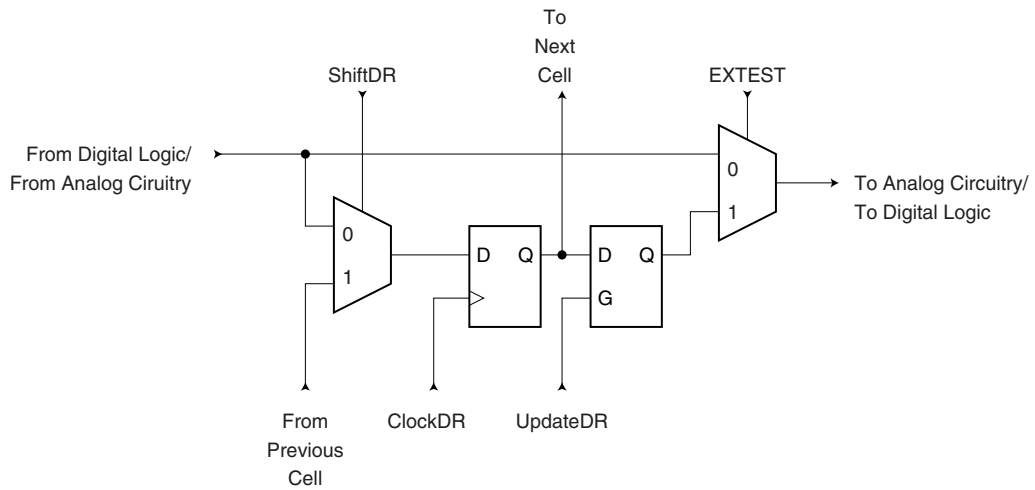 To
Next
Cell
ShiftDR
EXTEST
From Digital Logic/
From Analog Ciruitry
0
1
To Analog Circuitry/
To Digital Logic
0
1
D Q
D Q
G
From
Previous
Cell
ClockDR
UpdateDR